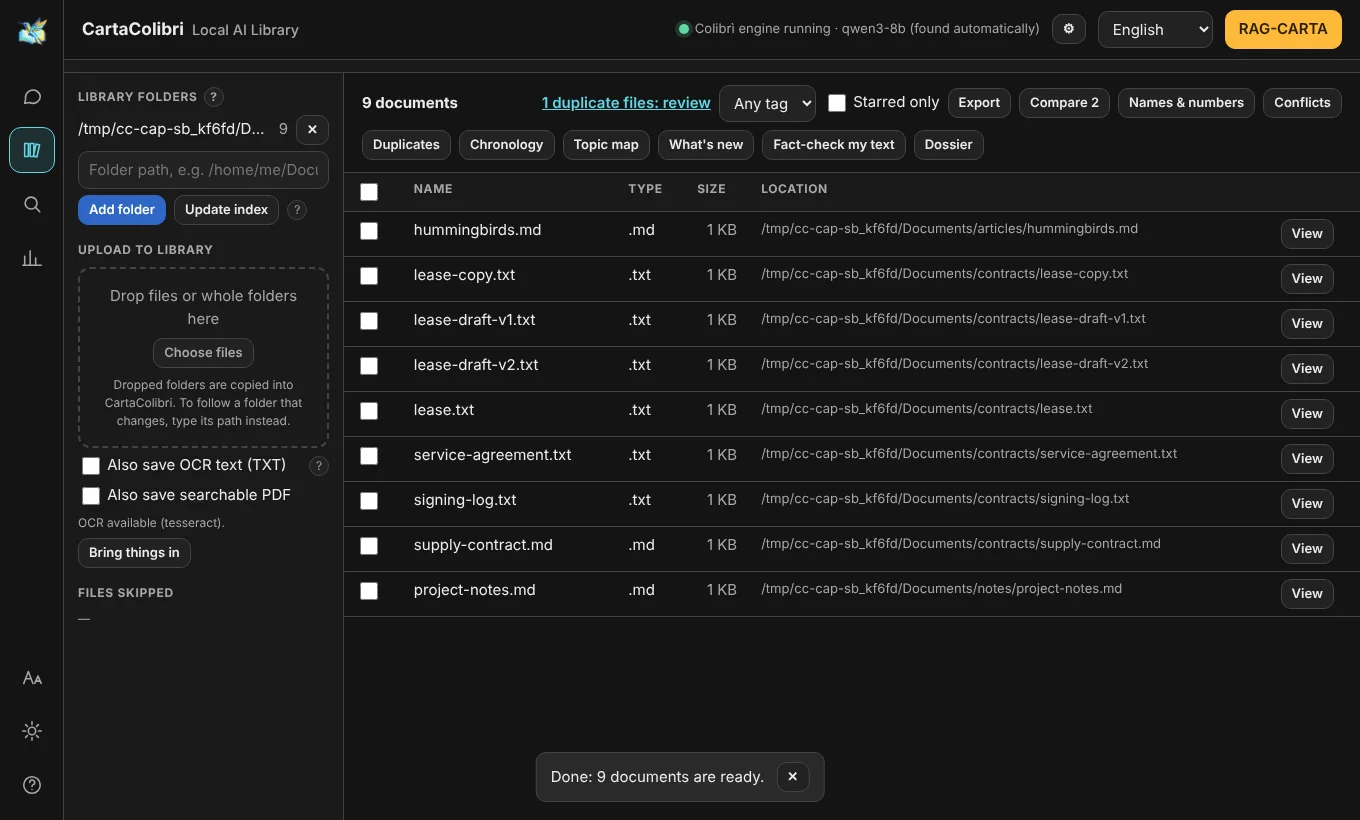 CartaColibri Local AI Library
Colibrì engine running · qwen3-8b (found automatically)
English
RAG-CARTA
LIBRARY FOLDERS ?
/tmp/cc-cap-sb_kf6fd/D... 9 ×
Folder path, e.g. /home/me/Docu
Add folder Update index ?
UPLOAD TO LIBRARY
Drop files or whole folders
here
Choose files
Dropped folders are copied into
CartaColibri. To follow a folder that
changes, type its path instead.
Also save OCR text (TXT) ?
Also save searchable PDF
OCR available (tesseract).
Bring things in
FILES SKIPPED
—
9 documents 1 duplicate files: review Any tag Starred only Export Compare 2 Names & numbers Conflicts
Duplicates Chronology Topic map What's new Fact-check my text Dossier
NAME TYPE SIZE LOCATION
hummingbirds.md .md 1 KB /tmp/cc-cap-sb_kf6fd/Documents/articles/hummingbirds.md View
lease-copy.txt .txt 1 KB /tmp/cc-cap-sb_kf6fd/Documents/contracts/lease-copy.txt View
lease-draft-v1.txt .txt 1 KB /tmp/cc-cap-sb_kf6fd/Documents/contracts/lease-draft-v1.txt View
lease-draft-v2.txt .txt 1 KB /tmp/cc-cap-sb_kf6fd/Documents/contracts/lease-draft-v2.txt View
lease.txt .txt 1 KB /tmp/cc-cap-sb_kf6fd/Documents/contracts/lease.txt View
service-agreement.txt .txt 1 KB /tmp/cc-cap-sb_kf6fd/Documents/contracts/service-agreement.txt View
signing-log.txt .txt 1 KB /tmp/cc-cap-sb_kf6fd/Documents/contracts/signing-log.txt View
supply-contract.md .md 1 KB /tmp/cc-cap-sb_kf6fd/Documents/contracts/supply-contract.md View
project-notes.md .md 1 KB /tmp/cc-cap-sb_kf6fd/Documents/notes/project-notes.md View
AA
Done: 9 documents are ready. ×